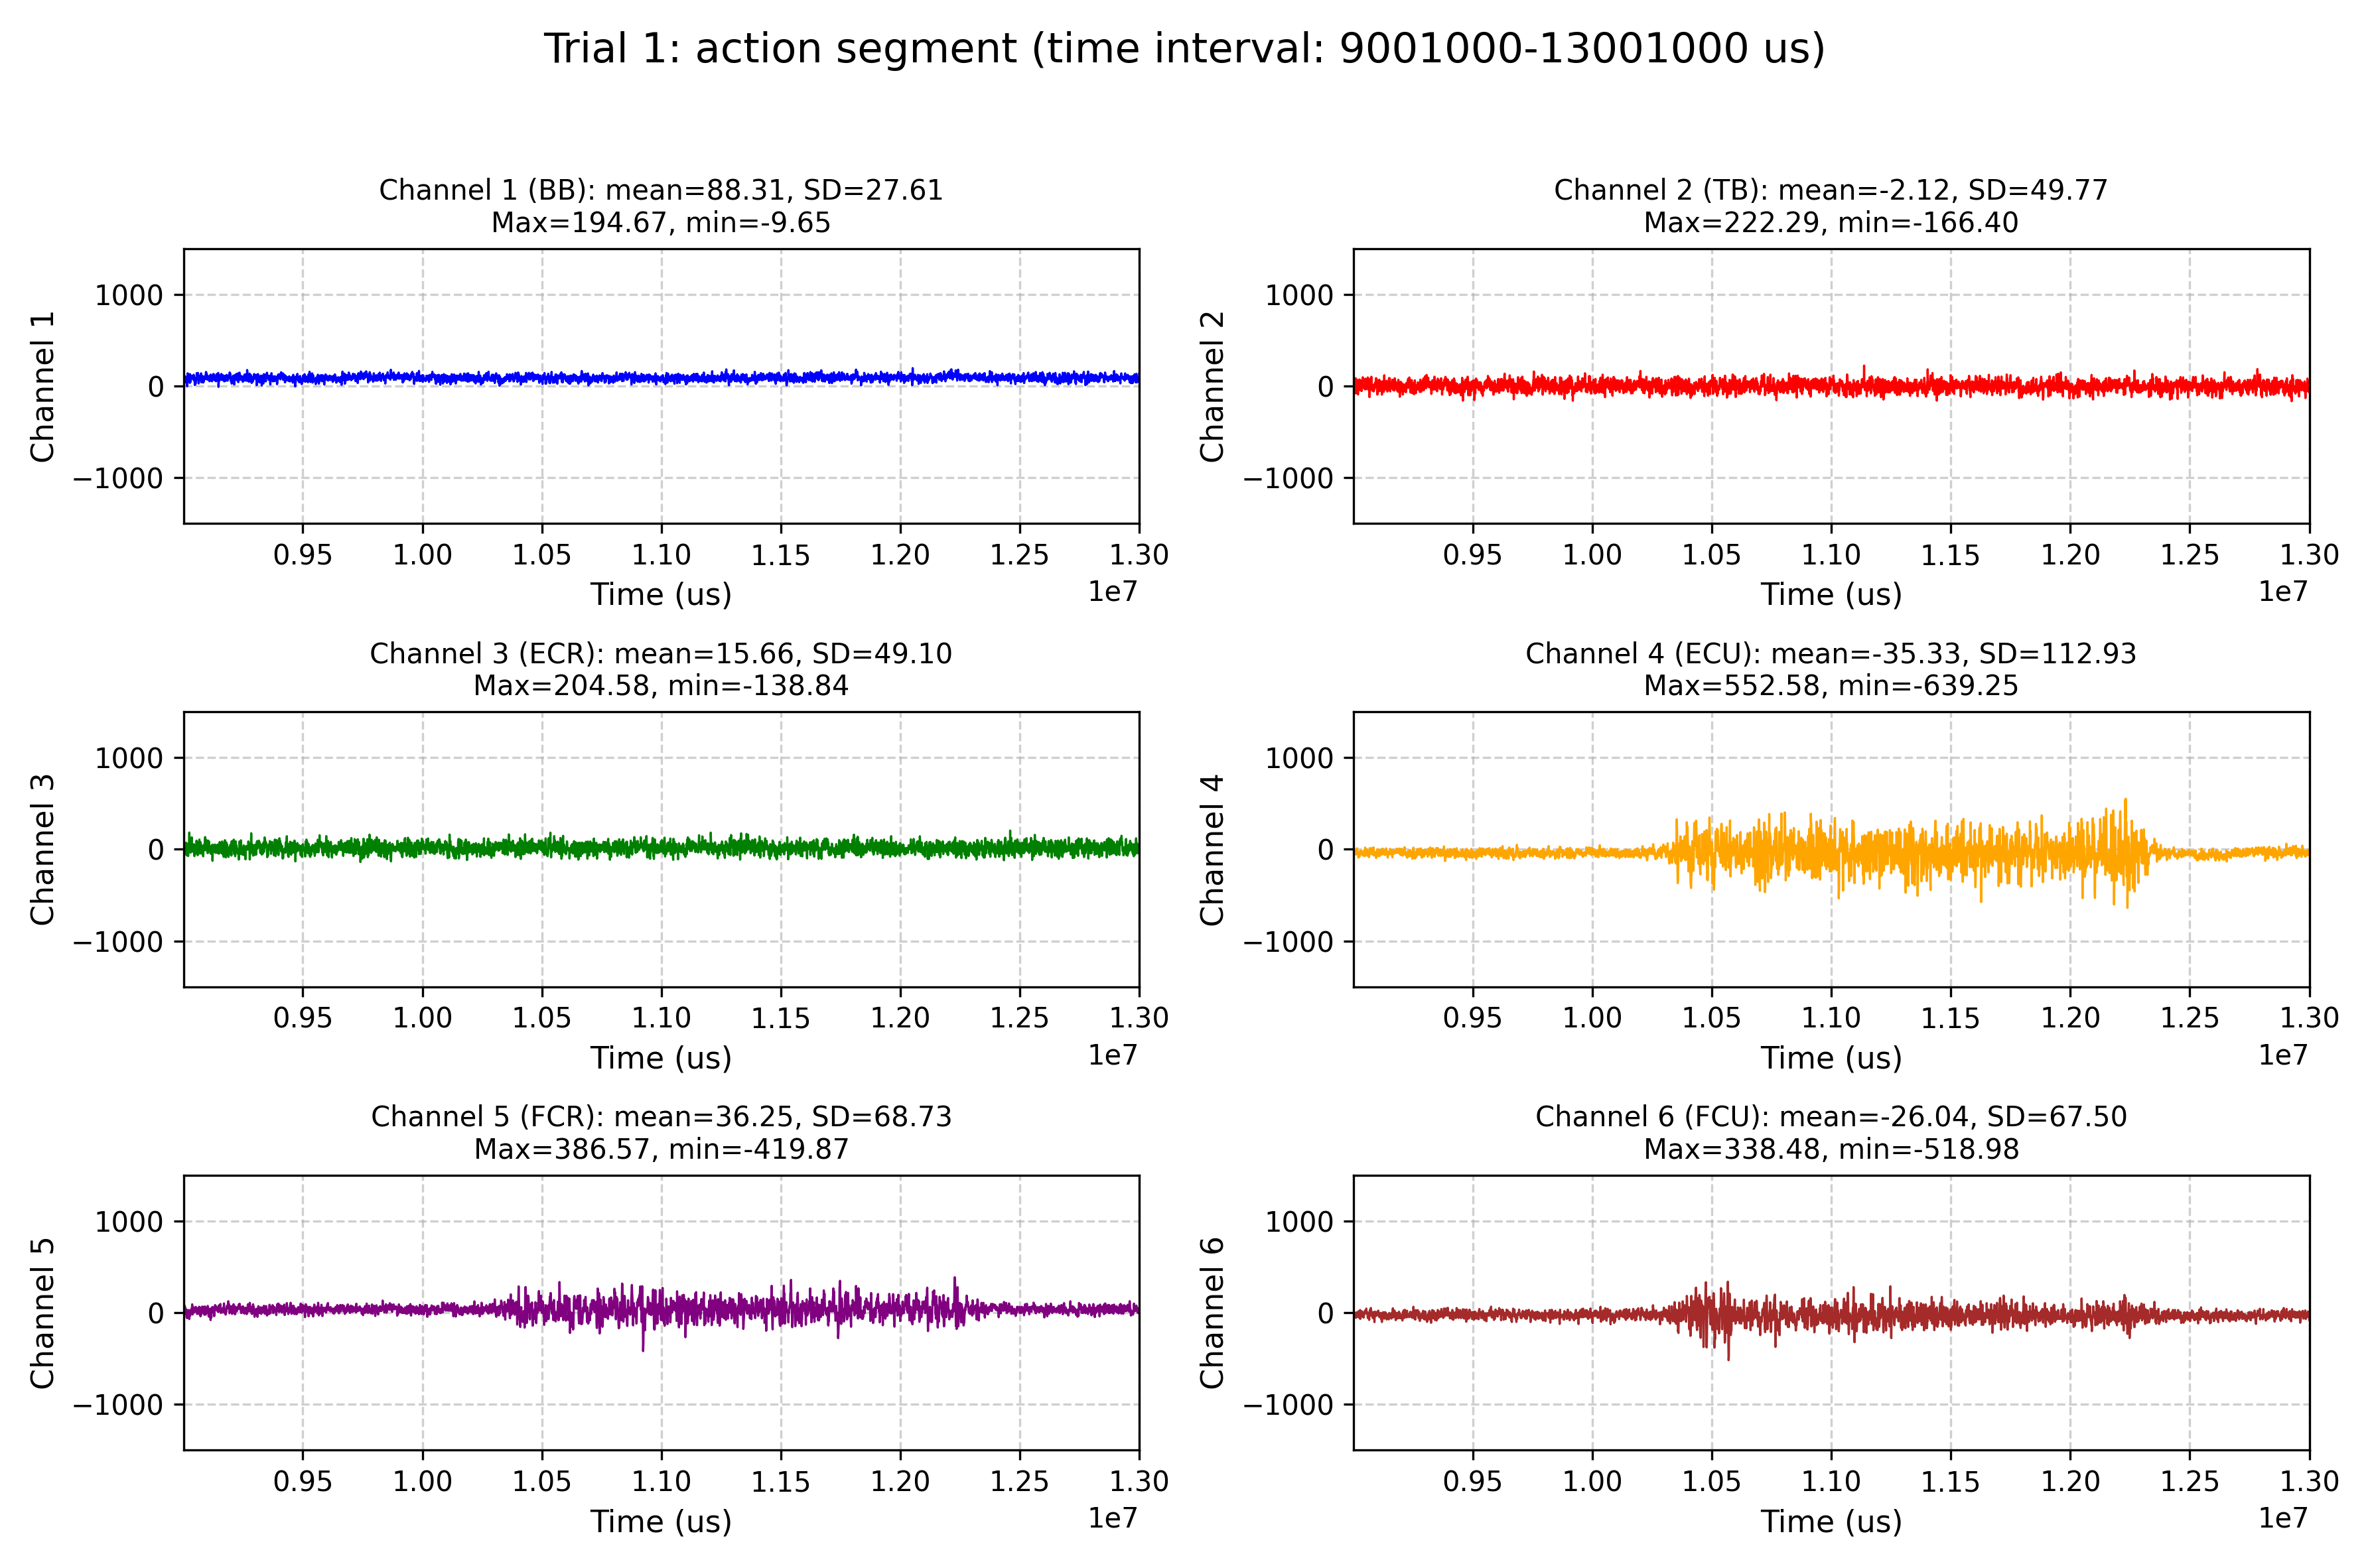 Trial 1: action segment (time interval: 9001000-13001000 us)
Channel 1 (BB): mean=88.31, SD=27.61
Max=194.67, min=-9.65
Channel 1
1000
0
−1000
0.95 1.00 1.05 1.10 1.15 1.20 1.25 1.30
Time (us)
1e7
Channel 2 (TB): mean=-2.12, SD=49.77
Max=222.29, min=-166.40
Channel 2
1000
0
−1000
0.95 1.00 1.05 1.10 1.15 1.20 1.25 1.30
Time (us)
1e7
Channel 3 (ECR): mean=15.66, SD=49.10
Max=204.58, min=-138.84
Channel 3
1000
0
−1000
0.95 1.00 1.05 1.10 1.15 1.20 1.25 1.30
Time (us)
1e7
Channel 4 (ECU): mean=-35.33, SD=112.93
Max=552.58, min=-639.25
Channel 4
1000
0
−1000
0.95 1.00 1.05 1.10 1.15 1.20 1.25 1.30
Time (us)
1e7
Channel 5 (FCR): mean=36.25, SD=68.73
Max=386.57, min=-419.87
Channel 5
1000
0
−1000
0.95 1.00 1.05 1.10 1.15 1.20 1.25 1.30
Time (us)
1e7
Channel 6 (FCU): mean=-26.04, SD=67.50
Max=338.48, min=-518.98
Channel 6
1000
0
−1000
0.95 1.00 1.05 1.10 1.15 1.20 1.25 1.30
Time (us)
1e7